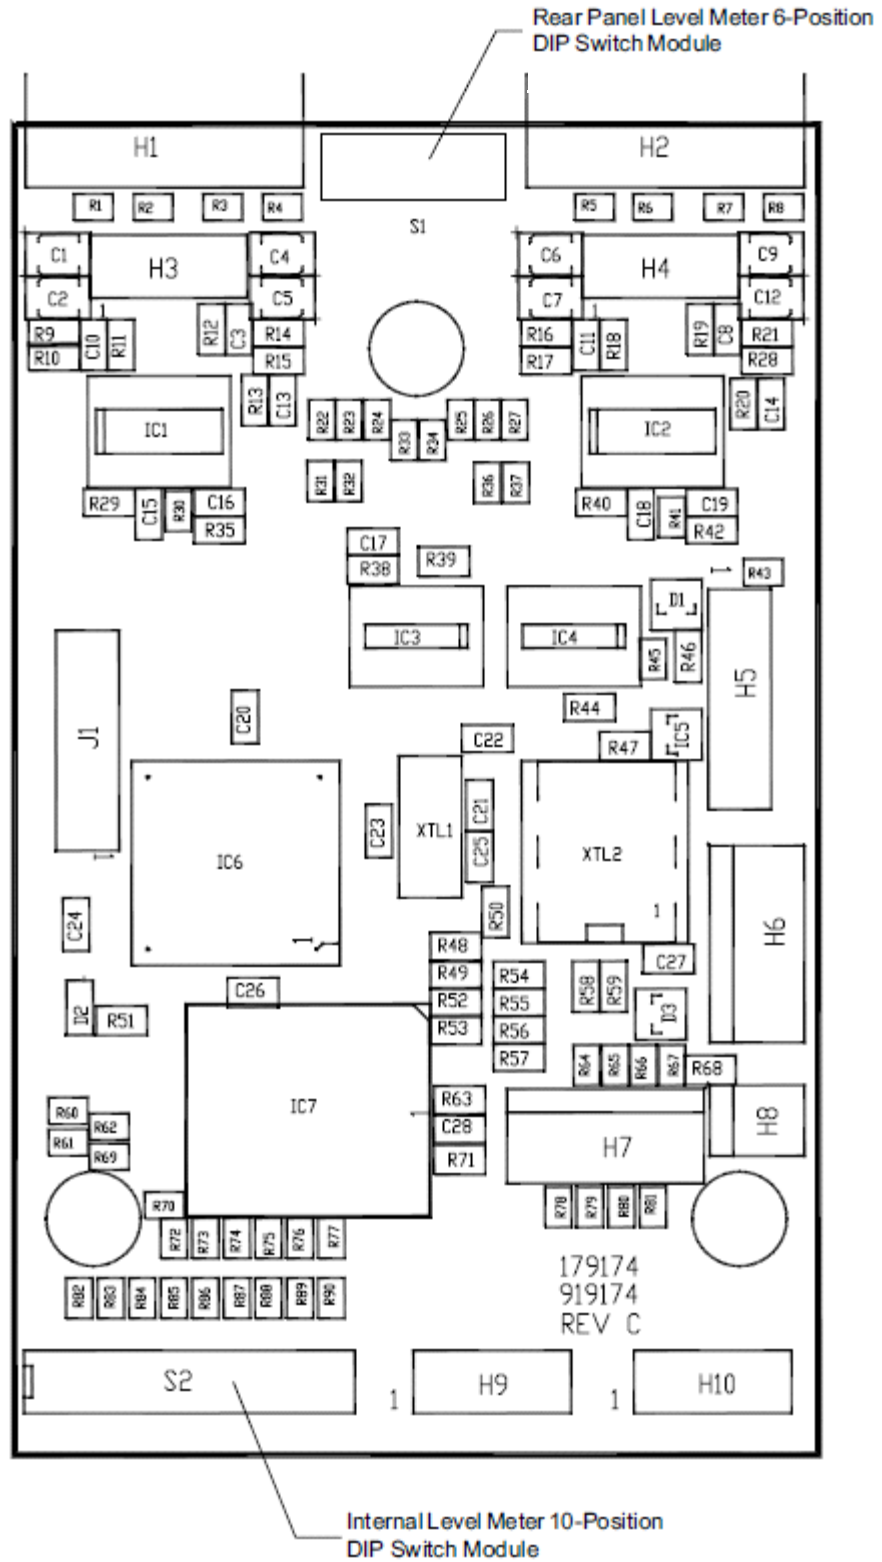 Rear Panel Level Meter 6-Position
DIP Switch Module
H1
H2
R1 R2 R3 R4
R5 R6 R7 R8
S1
C1 H3 C4
C6 H4 C9
C2 C5
C7 C12
1
1
R9 C10 R11 R12 C3 R14
R10 R15
R16 C11 R18 R19 C8 R21
R17 R28
R13 C13
R20 C14
IC1
IC2
R22 R23 R24 R33 R34 R25 R26 R27
R31 R32 R36 R37
R29 C15 R30 C16
R35
R40 C18 R41 C19
R42
C17
R38 R39
1 R43
D1
IC3 IC4
R45 R46
H5
J1
C20
R44
C22 R47 IC5
C23 XTL1 C21
C25
XTL2
1
IC6
1
1
R50
C24
H6
R48
R49
R52
R53
C27
R54
R55
R56
R57
R58 R59
D3
C26
D2 R51
R64 R65 R66 R67 R68
IC7
R63
C28
R71
H7
H8
R60
R61
R62
R69
R70
R78 R79 R80 R81
R72 R73 R74 R75 R76 R77
R82 R83 R84 R85 R86 R87 R88 R89 R90
179174
919174
REV C
S2
1 H9
1 H10
Internal Level Meter 10-Position
DIP Switch Module